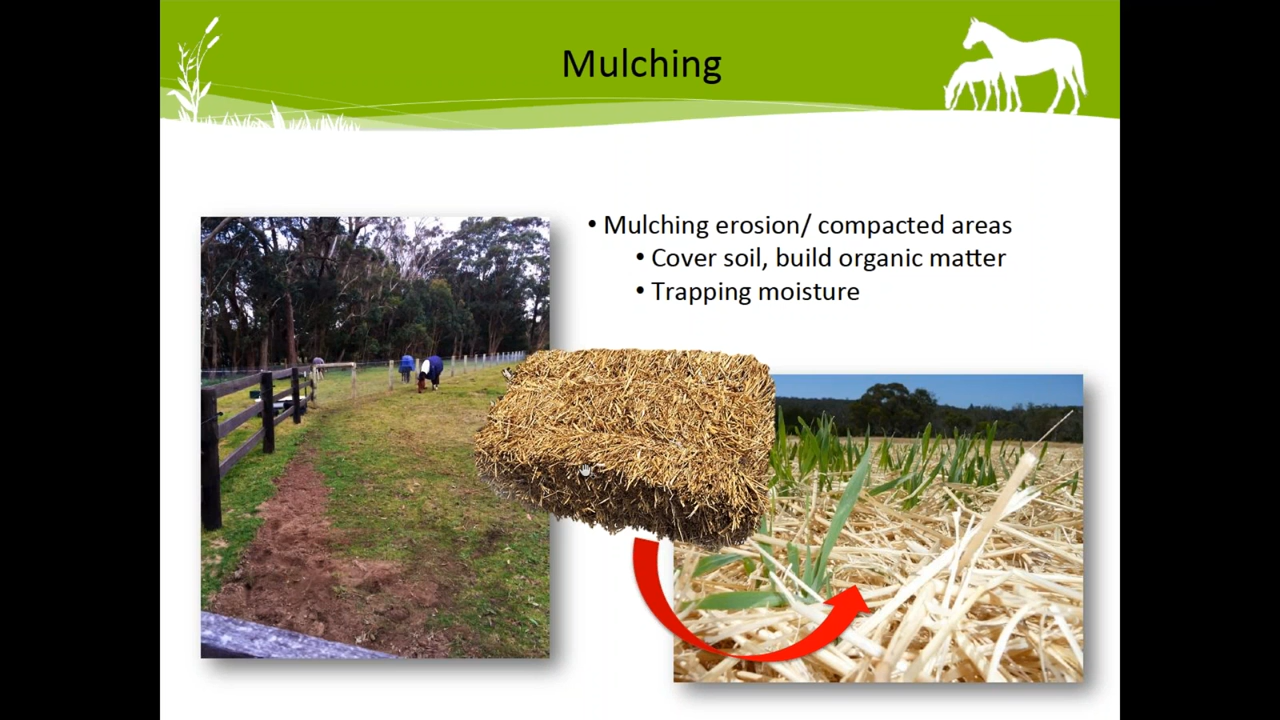 Mulching
• Mulching erosion/ compacted areas
• Cover soil, build organic matter
• Trapping moisture